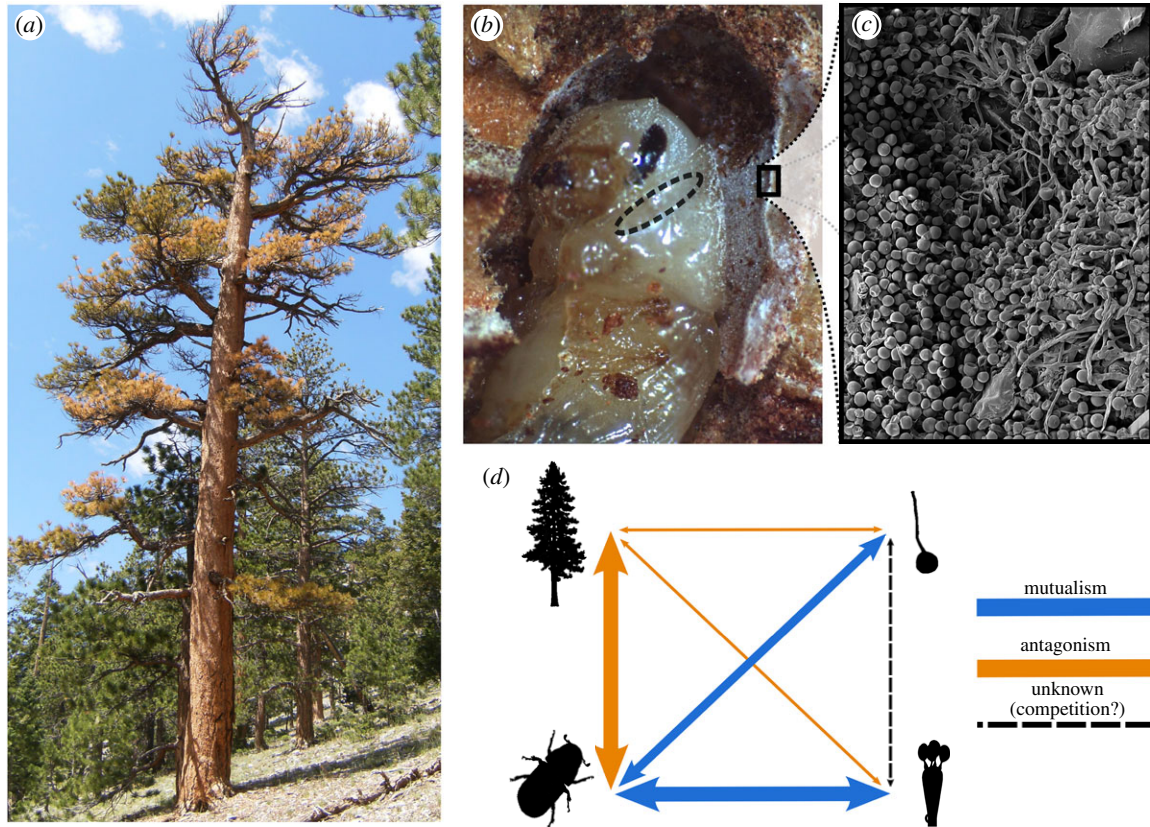 (a)
(b)
(c)
(d)
mutualism
antagonism
unknown
(competition?)